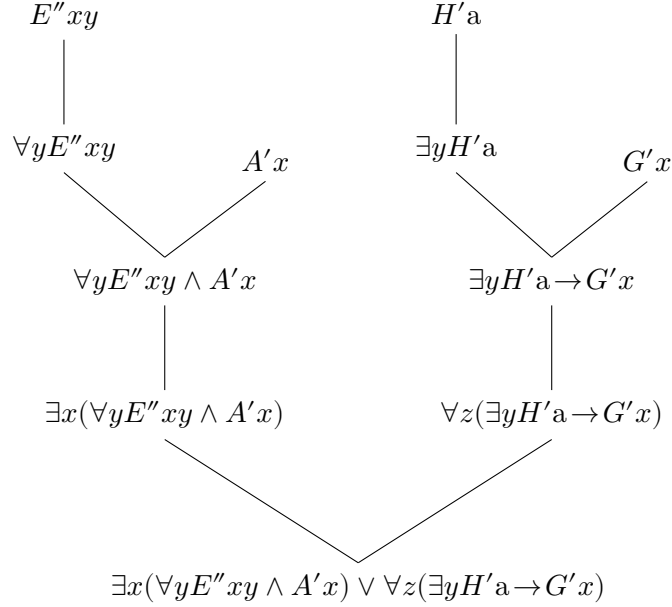 E″xy H′a
∀yE″xy A′x ∃yH′a G′x
∀yE″xy ∧ A′x ∃yH′a→G′x
∃x(∀yE″xy ∧ A′x) ∀z(∃yH′a→G′x)
∃x(∀yE″xy ∧ A′x) ∨ ∀z(∃yH′a→G′x)